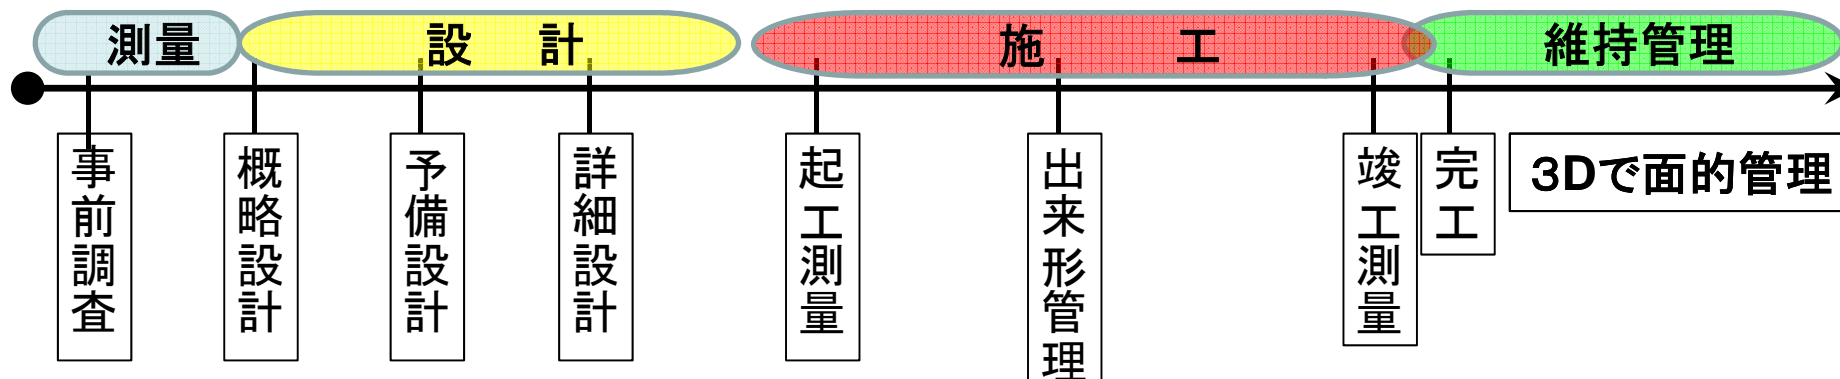 測量
設計
施工
維持管理
事前調査
概略設計
予備設計
詳細設計
起工測量
出来形管理
竣工測量
完工
3Dで面的管理